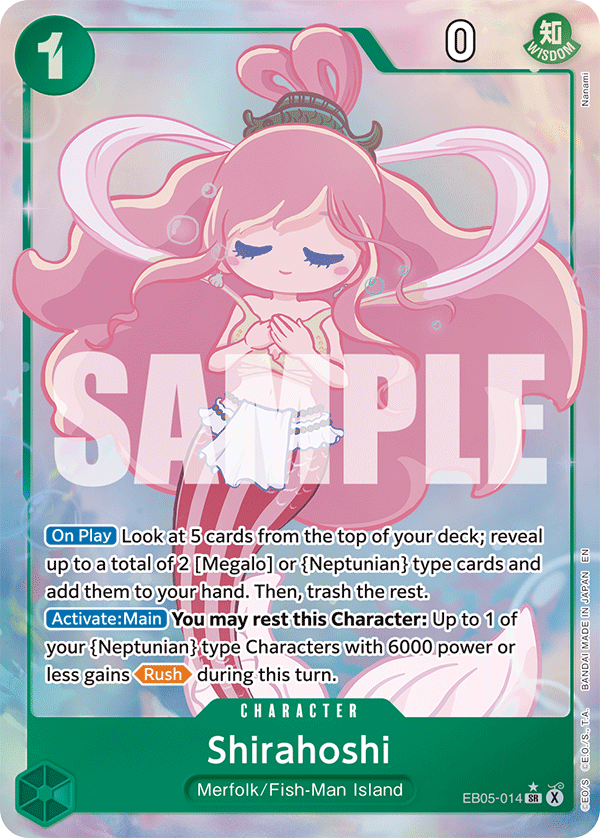 1
0
知
WISDOM
Nanami
SAMPLE
On Play Look at 5 cards from the top of your deck; reveal
up to a total of 2 [Megalo] or {Neptunian} type cards and
add them to your hand. Then, trash the rest.
Activate:Main You may rest this Character: Up to 1 of
your {Neptunian} type Characters with 6000 power or
less gains Rush during this turn.
©E.O/S. ©E.O./S.,T.A. BANDAI MADE IN JAPAN EN
CHARACTER
Shirahoshi
Merfolk/Fish-Man Island
EB05-014 SR X